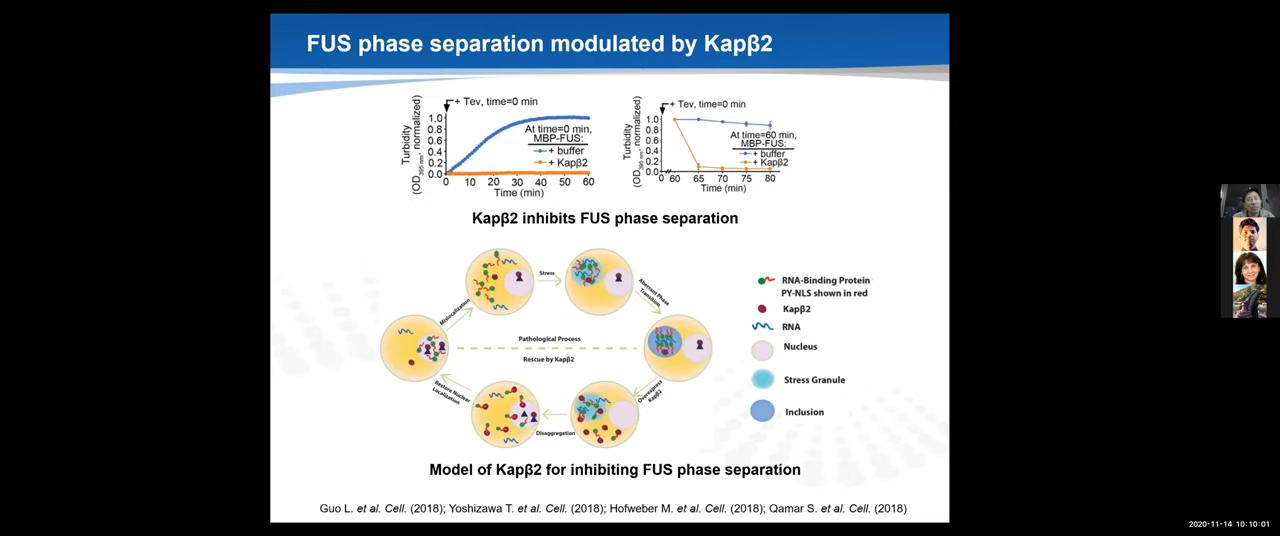 FUS phase separation modulated by Kapβ2
+ Tev, time=0 min
Turbidity
(OD395 nm, normalized)
1.0
0.8
0.6
0.4
0.2
0.0
At time=0 min,
MBP-FUS:
+ buffer
+ Kapβ2
0 10 20 30 40 50 60
Time (min)
+ Tev, time=0 min
Turbidity
(OD395 nm, normalized)
1.0
0.8
0.6
0.4
0.2
0.0
At time=60 min,
MBP-FUS:
+ buffer
+ Kapβ2
0 60 65 70 75 80
Time (min)
Kapβ2 inhibits FUS phase separation
Mislocalization
Stress
Aberrant Phase
Transition
Pathological Process
Rescue by Kapβ2
Overexpress
Kapβ2
Disaggregation
Restore Nuclear
Localization
RNA-Binding Protein
PY-NLS shown in red
Kapβ2
RNA
Nucleus
Stress Granule
Inclusion
Model of Kapβ2 for inhibiting FUS phase separation
Guo L. et al. Cell. (2018); Yoshizawa T. et al. Cell. (2018); Hofweber M. et al. Cell. (2018); Qamar S. et al. Cell. (2018)
2020-11-14 10:10:01